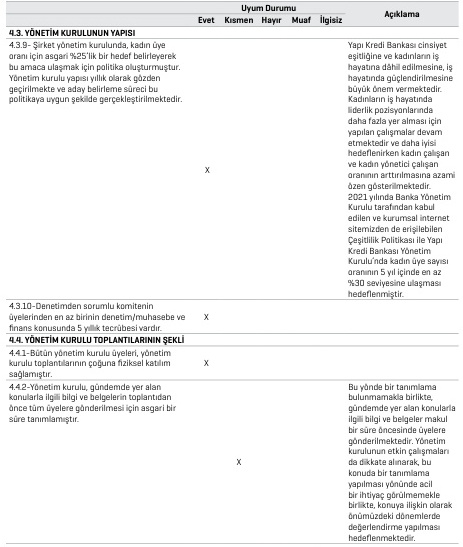 Uyum Durumu
Açıklama
Evet Kısmen Hayır Muaf İlgisiz
4.3. YÖNETİM KURULUNUN YAPISI
4.3.9- Şirket yönetim kurulunda, kadın üye
oranı için asgari %25'lik bir hedef belirleyerek
bu amaca ulaşmak için politika oluşturmuştur.
Yönetim kurulu yapısı yıllık olarak gözden
geçirilmekte ve aday belirleme süreci bu
politikaya uygun şekilde gerçekleştirilmektedir.
X
Yapı Kredi Bankası cinsiyet
eşitliğine ve kadınların iş
hayatına dâhil edilmesine, iş
hayatında güçlendirilmesine
büyük önem vermektedir.
Kadınların iş hayatında
liderlik pozisyonlarında
daha fazla yer alması için
yapılan çalışmalar devam
etmektedir ve daha iyisi
hedeflenirken kadın çalışan
ve kadın yönetici çalışan
oranının arttırılmasına azami
özen gösterilmektedir.
2021 yılında Banka Yönetim
Kurulu tarafından kabul
edilen ve kurumsal internet
sitemizden de erişilebilen
Çeşitlilik Politikası ile Yapı
Kredi Bankası Yönetim
Kurulu'nda kadın üye sayısı
oranının 5 yıl içinde en az
%30 seviyesine ulaşması
hedeflenmiştir.
4.3.10-Denetimden sorumlu komitenin
üyelerinden en az birinin denetim/muhasebe ve
finans konusunda 5 yıllık tecrübesi vardır.
X
4.4. YÖNETİM KURULU TOPLANTILARININ ŞEKLİ
4.4.1-Bütün yönetim kurulu üyeleri, yönetim
kurulu toplantılarının çoğuna fiziksel katılım
sağlamıştır.
X
4.4.2-Yönetim kurulu, gündemde yer alan
konularla ilgili bilgi ve belgelerin toplantıdan
önce tüm üyelere gönderilmesi için asgari bir
süre tanımlamıştır.
X
Bu yönde bir tanımlama
bulunmamakla birlikte,
gündemde yer alan konularla
ilgili bilgi ve belgeler makul
bir süre öncesinde üyelere
gönderilmektedir. Yönetim
kurulunun etkin çalışmaları
da dikkate alınarak, bu
konuda bir tanımlama
yapılması yönünde acil
bir ihtiyaç görülmemekle
birlikte, konuya ilişkin olarak
önümüzdeki dönemlerde
değerlendirme yapılması
hedeflenmektedir.